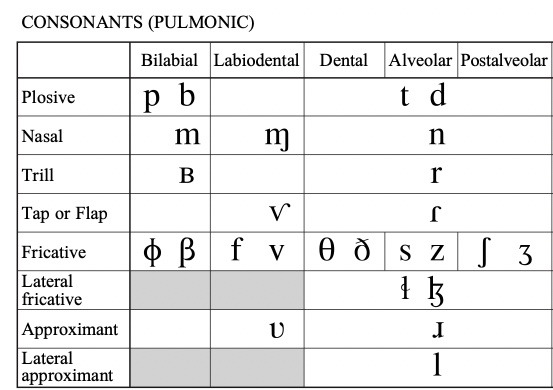 CONSONANTS (PULMONIC)
Bilabial Labiodental Dental Alveolar Postalveolar
Plosive p b t d
Nasal m ɱ n
Trill ʙ r
Tap or Flap ⱱ ɾ
Fricative ɸ β f v θ ð s z ʃ ʒ
Lateral
fricative ɬ ɮ
Approximant ʋ ɹ
Lateral
approximant l